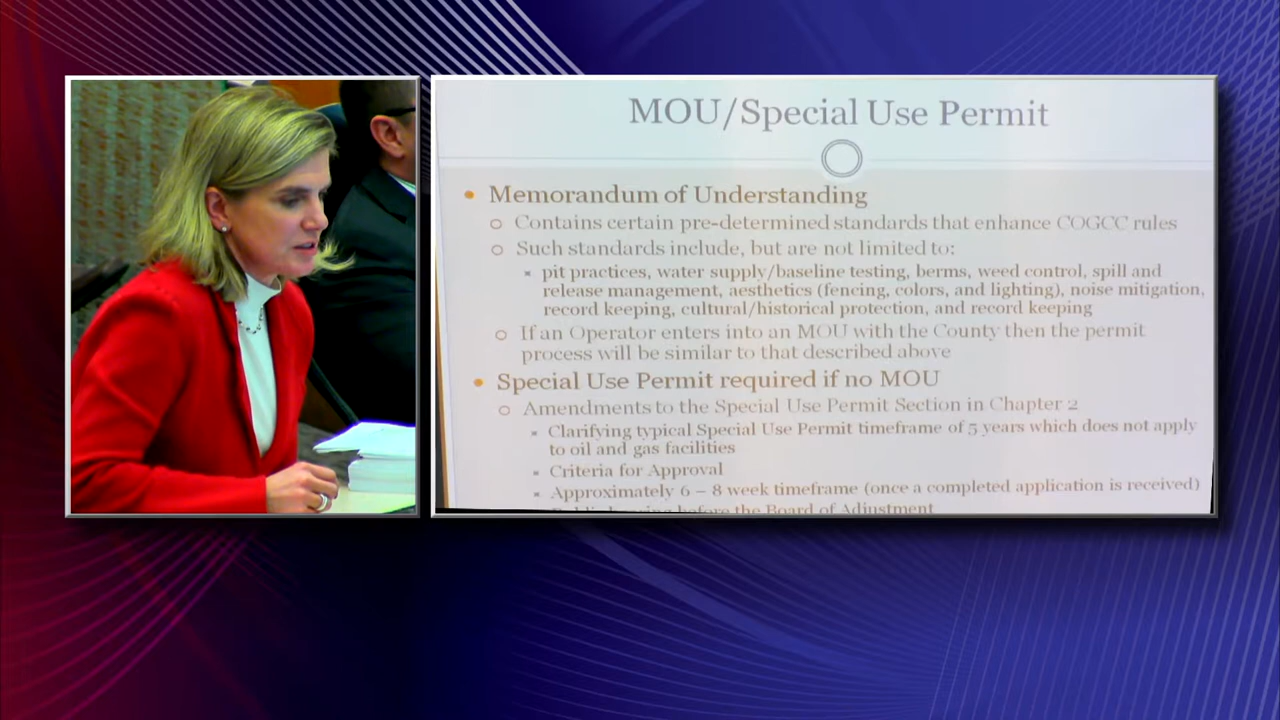 MOU/Special Use Permit
Memorandum of Understanding
Contains certain pre-determined standards that enhance COGCC rules
Such standards include, but are not limited to:
pit practices, water supply/baseline testing, berms, weed control, spill and
release management, aesthetics (fencing, colors, and lighting), noise mitigation,
record keeping, cultural/historical protection, and record keeping
If an Operator enters into an MOU with the County then the permit
process will be similar to that described above
Special Use Permit required if no MOU
Amendments to the Special Use Permit Section in Chapter 2
Clarifying typical Special Use Permit timeframe of 5 years which does not apply
to oil and gas facilities
Criteria for Approval
Approximately 6 – 8 week timeframe (once a completed application is received)
before the Board of Adjustment